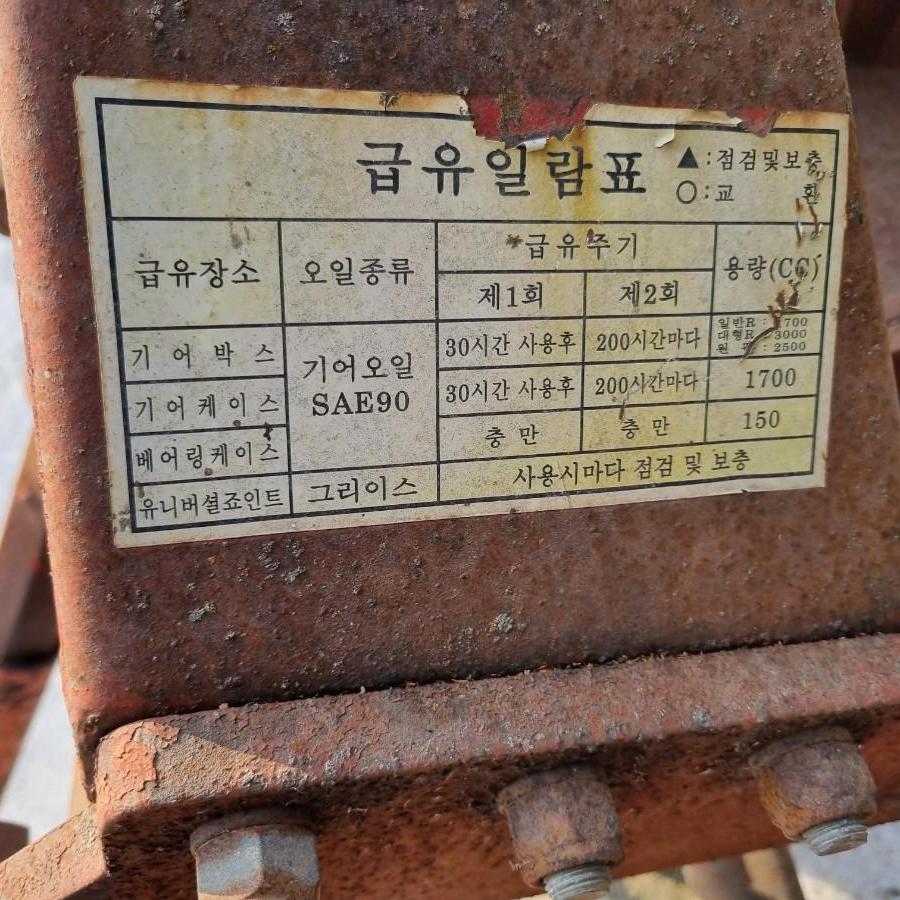 급유일람표
▲:점검및보충
○:교 환
급유장소 오일종류 급유주기 용량(CC)
제1회 제2회
기어박스 기어오일 SAE90 30시간 사용후 200시간마다
일반R : 1700
대형R : 3000
: 2500
기어케이스 30시간 사용후 200시간마다 1700
베어링케이스 충만 충만 150
유니버셜죠인트 그리이스 사용시마다 점검 및 보충